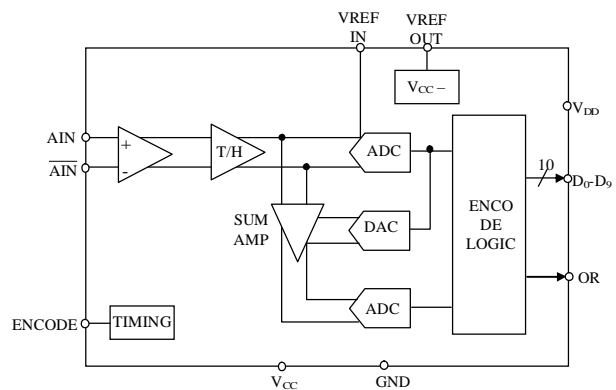 VREF
IN
VREF
OUT
VCC –
VDD
AIN
+
-
T/H
ADC
AIN
10
D0-D9
ENCO
DE
LOGIC
SUM
AMP
DAC
OR
ADC
ENCODE
TIMING
VCC
GND